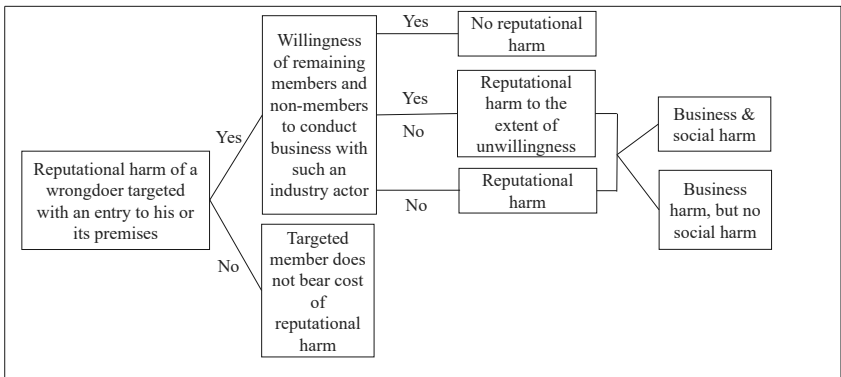 Reputational harm of a
wrongdoer targeted
with an entry to his or
its premises
Yes
No
Willingness
of remaining
members and
non-members
to conduct
business with
such an
industry actor
Targeted
member does
not bear cost
of
reputational
harm
Yes
Yes
No
No
No reputational
harm
Reputational
harm to the
extent of
unwillingness
Reputational
harm
Business &
social harm
Business
harm, but no
social harm